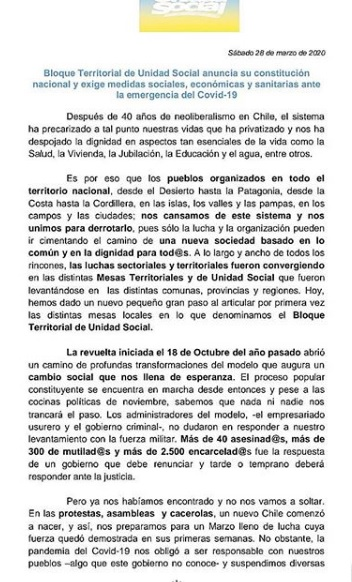 Social
Sábado 28 de marzo de 2020
Bloque Territorial de Unidad Social anuncia su constitución
nacional y exige medidas sociales, económicas y sanitarias ante
la emergencia del Covid-19
Después de 40 años de neoliberalismo en Chile, el sistema
ha precarizado a tal punto nuestras vidas que ha privatizado y nos ha
despojado la dignidad en aspectos tan esenciales de la vida como la
Salud, la Vivienda, la Jubilación, la Educación y el agua, entre otros.
Es por eso que los pueblos organizados en todo el
territorio nacional, desde el Desierto hasta la Patagonia, desde la
Costa hasta la Cordillera, en las islas, los valles y las pampas, en los
campos y las ciudades; nos cansamos de este sistema y nos
unimos para derrotarlo, pues sólo la lucha y la organización pueden
ir cimentando el camino de una nueva sociedad basado en lo
común y en la dignidad para tod@s. A lo largo y ancho de todos los
rincones, las luchas sectoriales y territoriales fueron convergiendo
en las distintas Mesas Territoriales y de Unidad Social que fueron
levantándose en las distintas comunas, provincias y regiones. Hoy,
hemos dado un nuevo pequeño gran paso al articular por primera vez
las distintas mesas locales en lo que denominamos el Bloque
Territorial de Unidad Social.
La revuelta iniciada el 18 de Octubre del año pasado abrió
un camino de profundas transformaciones del modelo que augura un
cambio social que nos llena de esperanza. El proceso popular
constituyente se encuentra en marcha desde entonces y pese a las
cocinas políticas de noviembre, sabemos que nada ni nadie nos
trancará el paso. Los administradores del modelo, -el empresariado
usurero y el gobierno criminal-, no dudaron en responder a nuestro
levantamiento con la fuerza militar. Más de 40 asesinad@s, más de
300 de mutilad@s y más de 2.500 encarcelad@s fue la respuesta
de un gobierno que debe renunciar y tarde o temprano deberá
responder ante la justicia.
Pero ya nos habíamos encontrado y no nos vamos a soltar.
En las protestas, asambleas y cacerolas, un nuevo Chile comenzó
a nacer, y así, nos preparamos para un Marzo lleno de lucha cuya
fuerza quedó demostrada en sus primeras semanas. No obstante, la
pandemia del Covid-19 nos obligó a ser responsable con nuestros
pueblos –algo que este gobierno no conoce- y suspendimos diversas